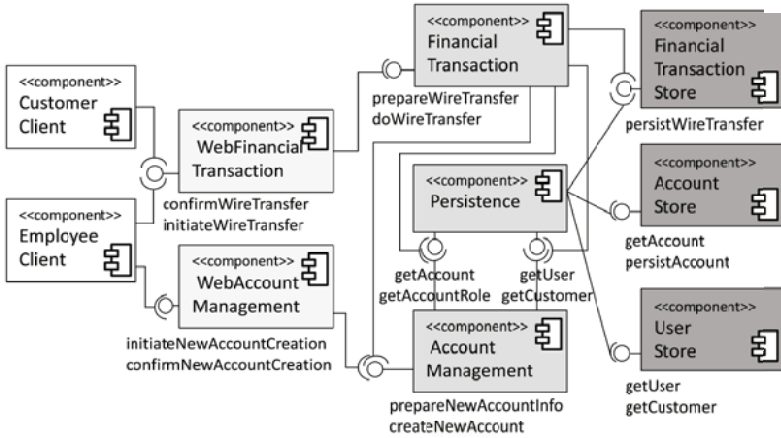 <<component>>
Customer
Client
<<component>>
Employee
Client
<<component>>
WebFinancial
Transaction
confirmWireTransfer
initiateWireTransfer
<<component>>
WebAccount
Management
initiateNewAccountCreation
confirmNewAccountCreation
<<component>>
Financial
Transaction
prepareWireTransfer
doWireTransfer
<<component>>
Persistence
getAccount
getAccountRole
getUser
getCustomer
<<component>>
Account
Management
prepareNewAccountInfo
createNewAccount
<<component>>
Financial
Transaction
Store
persistWireTransfer
<<component>>
Account
Store
getAccount
persistAccount
<<component>>
User
Store
getUser
getCustomer